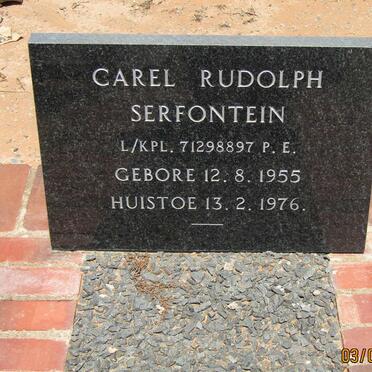 CAREL RUDOLPH
SERFONTEIN
L/KPL. 71298897 P. E.
GEBORE 12. 8. 1955
HUISTOE 13. 2. 1976.
03/0